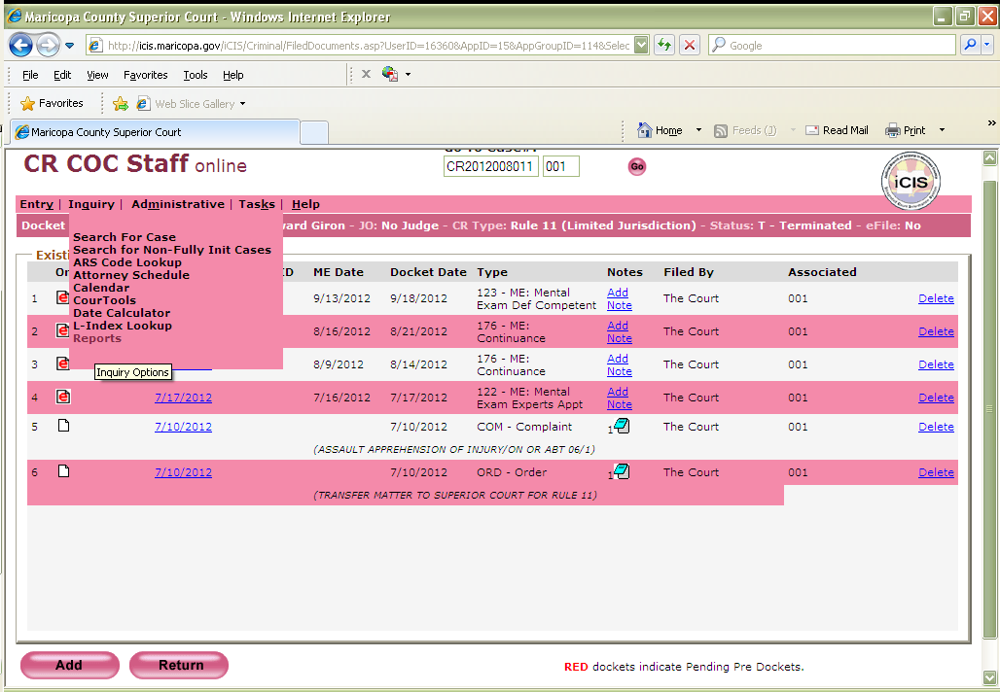 Maricopa County Superior Court - Windows Internet Explorer
http://icis.maricopa.gov/iCIS/Criminal/FiledDocuments.asp?UserID=16360&AppID=15&AppGroupID=114&Selec
Google
File Edit View Favorites Tools Help
Favorites Web Slice Gallery
Maricopa County Superior Court
Home Feeds (J) Read Mail Print »
CR COC Staff online
CR2012008011 001 Go
iCIS
Entry | Inquiry | Administrative | Tasks | Help
Docket ward Giron - JO: No Judge - CR Type: Rule 11 (Limited Jurisdiction) - Status: T - Terminated - eFile: No
Search For Case
Search for Non-Fully Init Cases
ARS Code Lookup
Attorney Schedule
Calendar
CourTools
Date Calculator
L-Index Lookup
Reports
Inquiry Options
Existi
Or ID ME Date Docket Date Type Notes Filed By Associated
1 9/13/2012 9/18/2012 123 - ME: Mental Exam Def Competent Add Note The Court 001 Delete
2 8/16/2012 8/21/2012 176 - ME: Continuance Add Note The Court 001 Delete
3 8/9/2012 8/14/2012 176 - ME: Continuance Add Note The Court 001 Delete
4 7/17/2012 7/16/2012 7/17/2012 122 - ME: Mental Exam Experts Appt Add Note The Court 001 Delete
5 7/10/2012 7/10/2012 COM - Complaint 1 The Court 001 Delete
(ASSAULT APPREHENSION OF INJURY/ON OR ABT 06/1)
6 7/10/2012 7/10/2012 ORD - Order 1 The Court 001 Delete
(TRANSFER MATTER TO SUPERIOR COURT FOR RULE 11)
Add Return
RED dockets indicate Pending Pre Dockets.